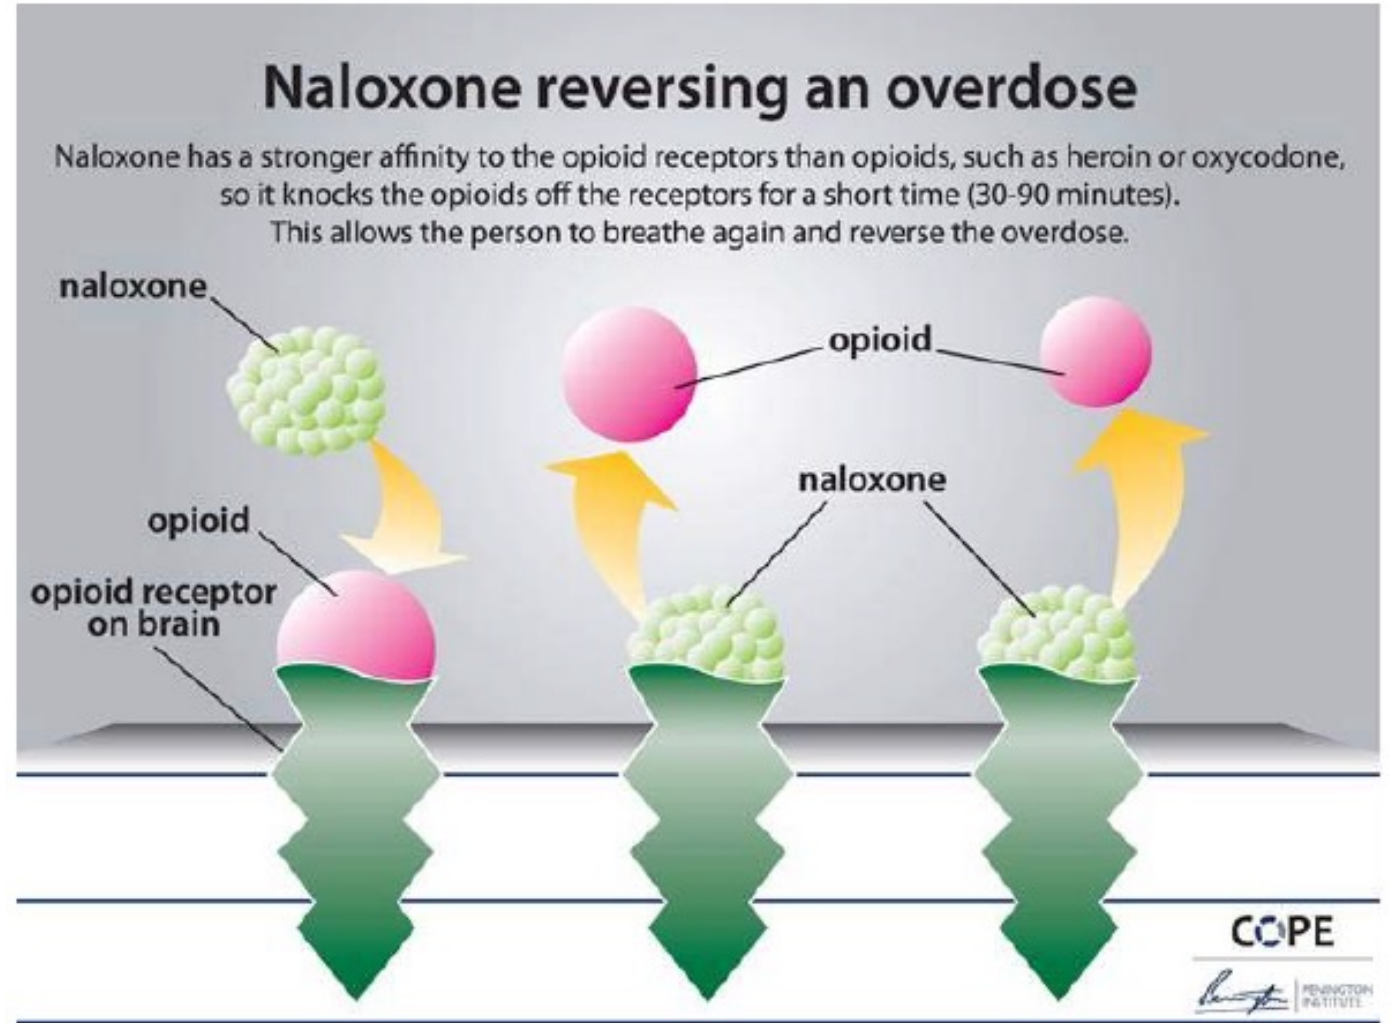 Naloxone reversing an overdose
Naloxone has a stronger affinity to the opioid receptors than opioids, such as heroin or oxycodone,
so it knocks the opioids off the receptors for a short time (30-90 minutes).
This allows the person to breathe again and reverse the overdose.
naloxone
opioid
naloxone
opioid
opioid receptor
on brain
COPE
PENINGTON
INSTITUTE